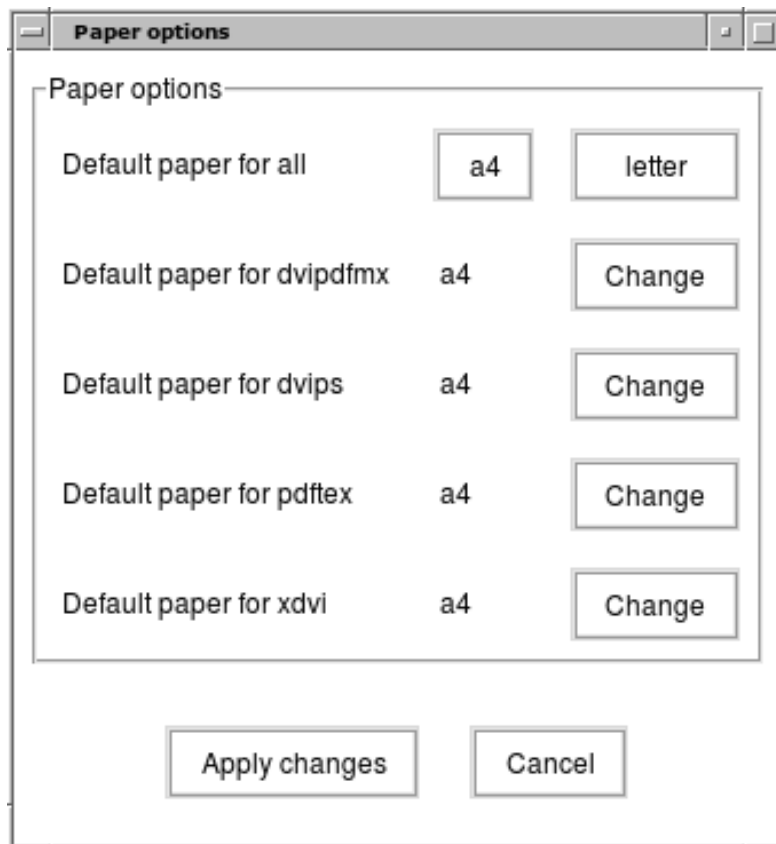 Paper options
Paper options
Default paper for all a4 letter
Default paper for dvipdfmx a4 Change
Default paper for dvips a4 Change
Default paper for pdftex a4 Change
Default paper for xdvi a4 Change
Apply changes Cancel